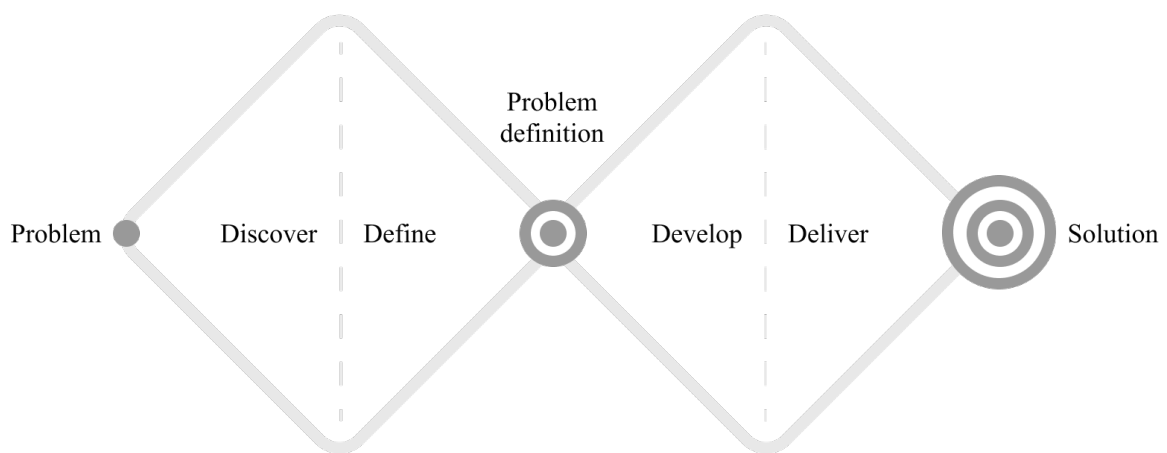 Problem
definition
Problem
Discover
Define
Develop
Deliver
Solution